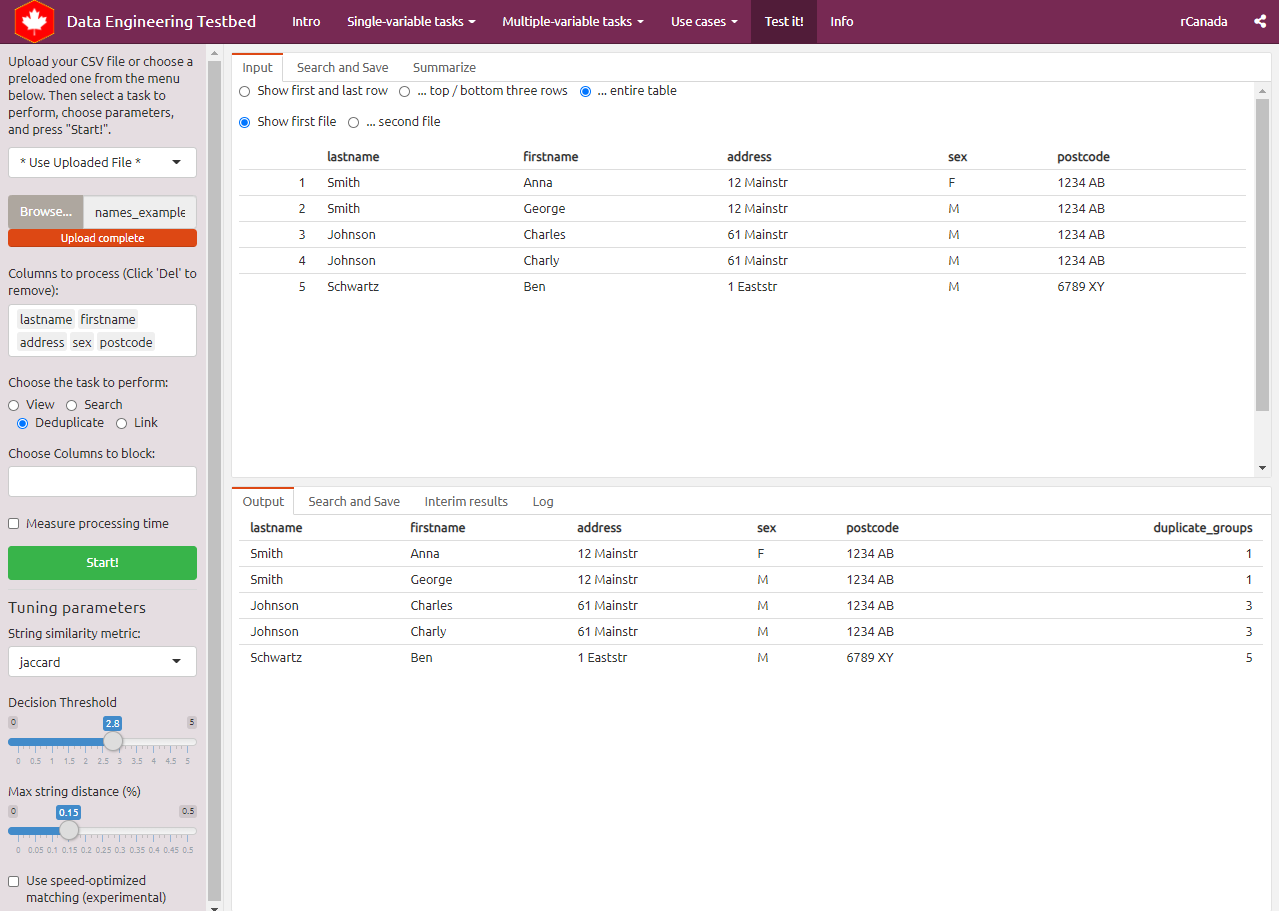 Data Engineering Testbed Intro Single-variable tasks Multiple-variable tasks Use cases Test it! Info rCanada
Upload your CSV file or choose a
preloaded one from the menu
below. Then select a task to
perform, choose parameters,
and press "Start!".
* Use Uploaded File *
Browse... names_example
Upload complete
Columns to process (Click 'Del' to
remove):
lastname firstname
address sex postcode
Choose the task to perform:
View Search
Deduplicate Link
Choose Columns to block:
Measure processing time
Start!
Tuning parameters
String similarity metric:
jaccard
Decision Threshold
0 2.8 5
0 0.5 1 1.5 2 2.5 3 3.5 4 4.5 5
Max string distance (%)
0 0.15 0.5
0 0.05 0.1 0.15 0.2 0.25 0.3 0.35 0.4 0.45 0.5
Use speed-optimized
matching (experimental)
Input Search and Save Summarize
Show first and last row ... top / bottom three rows ... entire table
Show first file ... second file
lastname firstname address sex postcode
1 Smith Anna 12 Mainstr F 1234 AB
2 Smith George 12 Mainstr M 1234 AB
3 Johnson Charles 61 Mainstr M 1234 AB
4 Johnson Charly 61 Mainstr M 1234 AB
5 Schwartz Ben 1 Eaststr M 6789 XY
Output Search and Save Interim results Log
lastname firstname address sex postcode duplicate_groups
Smith Anna 12 Mainstr F 1234 AB 1
Smith George 12 Mainstr M 1234 AB 1
Johnson Charles 61 Mainstr M 1234 AB 3
Johnson Charly 61 Mainstr M 1234 AB 3
Schwartz Ben 1 Eaststr M 6789 XY 5